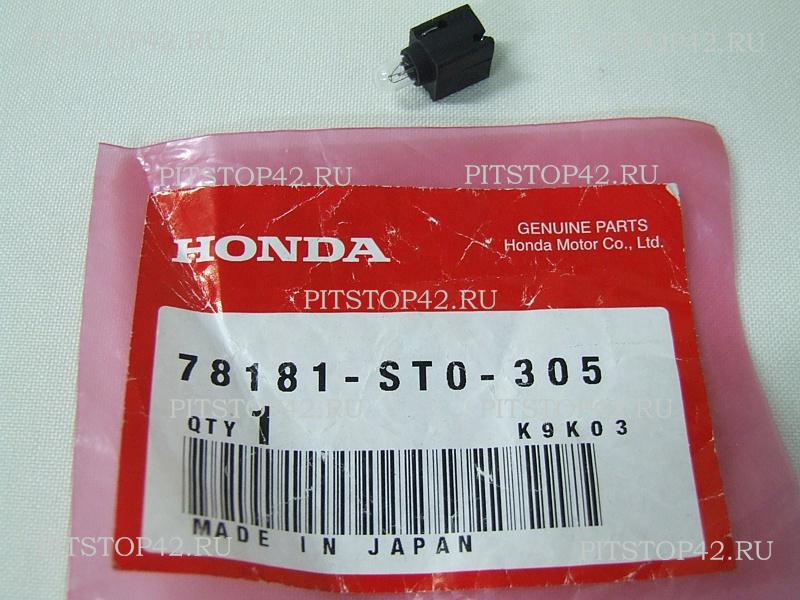 PITSTOP42.RU PITSTOP42.RU
PITSTOP42.RU PITSTOP42.RU
HONDA
GENUINE PARTS
Honda Motor Co., Ltd.
PITSTOP42.RU
78181-ST0-305
PITSTOP42.RU PITSTOP42.RU
QTY 1 K9K03
MADE IN JAPAN
PITSTOP42.RU PITSTOP42.RU